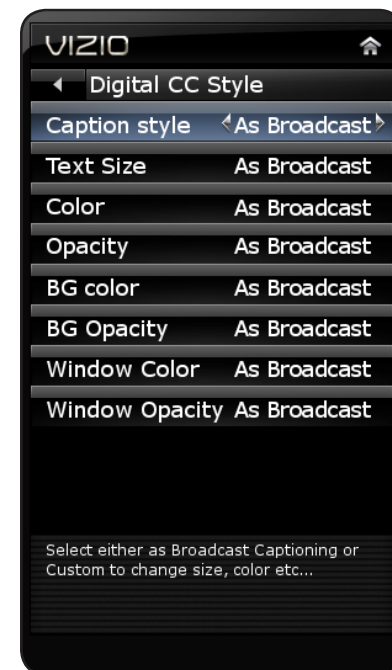 VIZIO
Digital CC Style
Caption style As Broadcast
Text Size As Broadcast
Color As Broadcast
Opacity As Broadcast
BG color As Broadcast
BG Opacity As Broadcast
Window Color As Broadcast
Window Opacity As Broadcast
Select either as Broadcast Captioning or
Custom to change size, color etc...